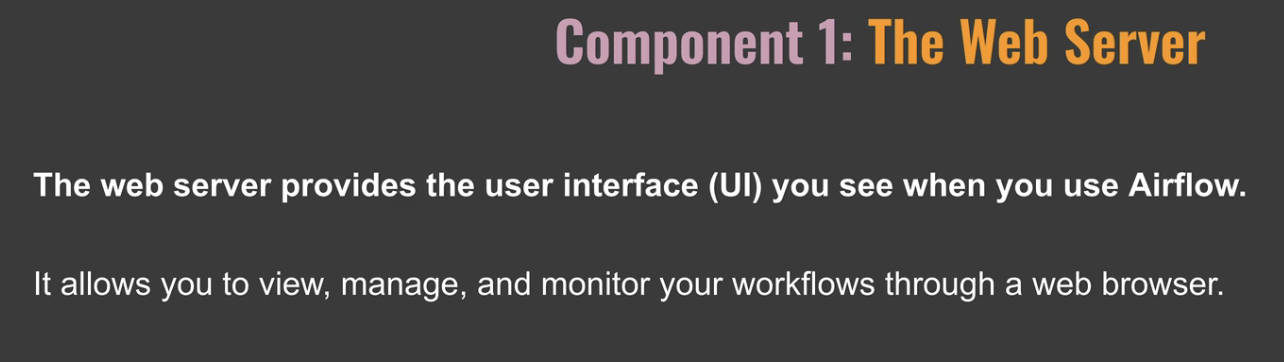 Component 1: The Web Server
The web server provides the user interface (UI) you see when you use Airflow.
It allows you to view, manage, and monitor your workflows through a web browser.